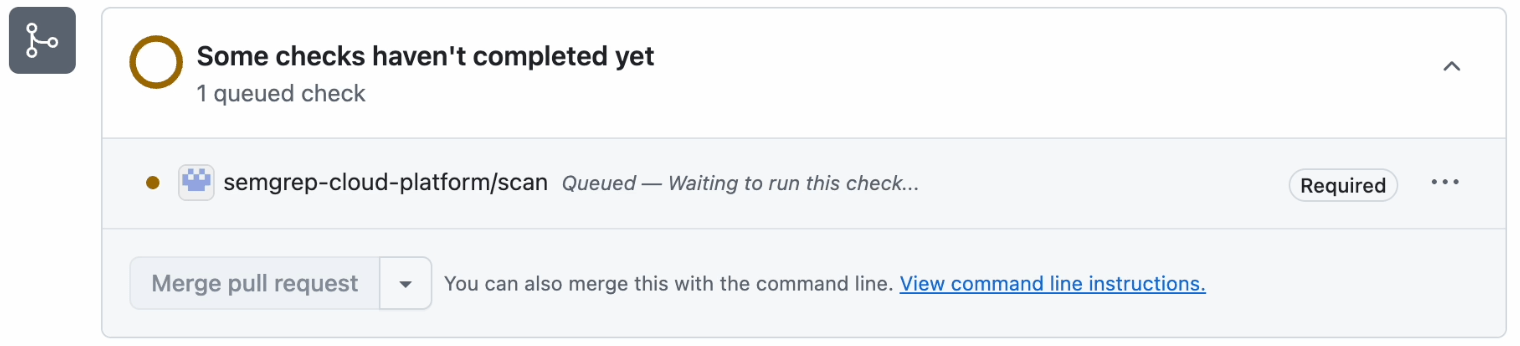 Some checks haven't completed yet
1 queued check
semgrep-cloud-platform/scan Queued — Waiting to run this check... Required
Merge pull request You can also merge this with the command line. View command line instructions.